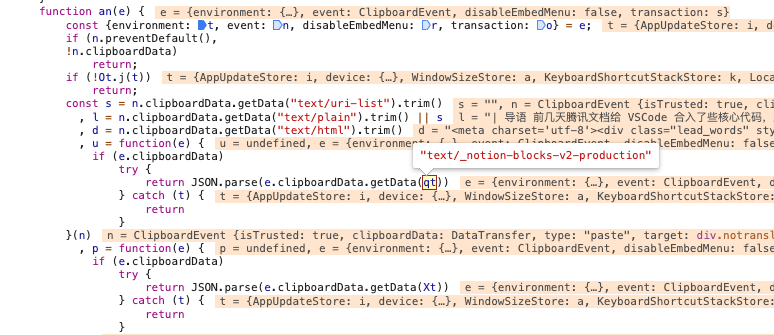 function an(e) { e = {environment: {…}, event: ClipboardEvent, disableEmbedMenu: false, transaction: s}
const {environment: t, event: n, disableEmbedMenu: r, transaction: o} = e; t = {AppUpdateStore: i, de
if (n.preventDefault(),
!n.clipboardData)
return;
if (!Ot.j(t)) t = {AppUpdateStore: i, device: {…}, WindowSizeStore: a, KeyboardShortcutStackStore: k, Loca
return;
const s = n.clipboardData.getData("text/uri-list").trim() s = "", n = ClipboardEvent {isTrusted: true, cli
, l = n.clipboardData.getData("text/plain").trim() || s l = "| 导语 前几天腾讯文档给 VSCode 合入了些核心代码,
, d = n.clipboardData.getData("text/html").trim() d = "<meta charset='utf-8'><div class="lead_words" sty
, u = function(e) { u = undefined, e = {environment: {…}, event: ClipboardEvent, disableEmbedMenu: false
if (e.clipboardData)
"text/_notion-blocks-v2-production"
try {
return JSON.parse(e.clipboardData.getData(qt)) e = {environment: {…}, event: ClipboardEvent, d
} catch (t) { t = {AppUpdateStore: i, device: {…}, WindowSizeStore: a, KeyboardShortcutStackSto
return
}
}(n) n = ClipboardEvent {isTrusted: true, clipboardData: DataTransfer, type: "paste", target: div.notransl
, p = function(e) { p = undefined, e = {environment: {…}, event: ClipboardEvent, disableEmbedMenu: false
if (e.clipboardData)
try {
return JSON.parse(e.clipboardData.getData(Xt)) e = {environment: {…}, event: ClipboardEvent, d
} catch (t) { t = {AppUpdateStore: i, device: {…}, WindowSizeStore: a, KeyboardShortcutStackSto
return
}